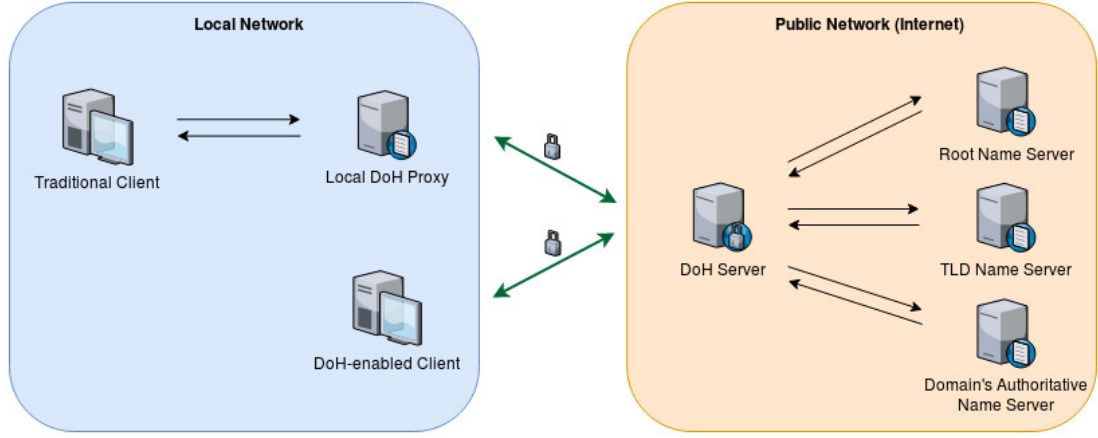 Local Network
Traditional Client
Local DoH Proxy
DoH-enabled Client
Public Network (Internet)
DoH Server
Root Name Server
TLD Name Server
Domain's Authoritative
Name Server